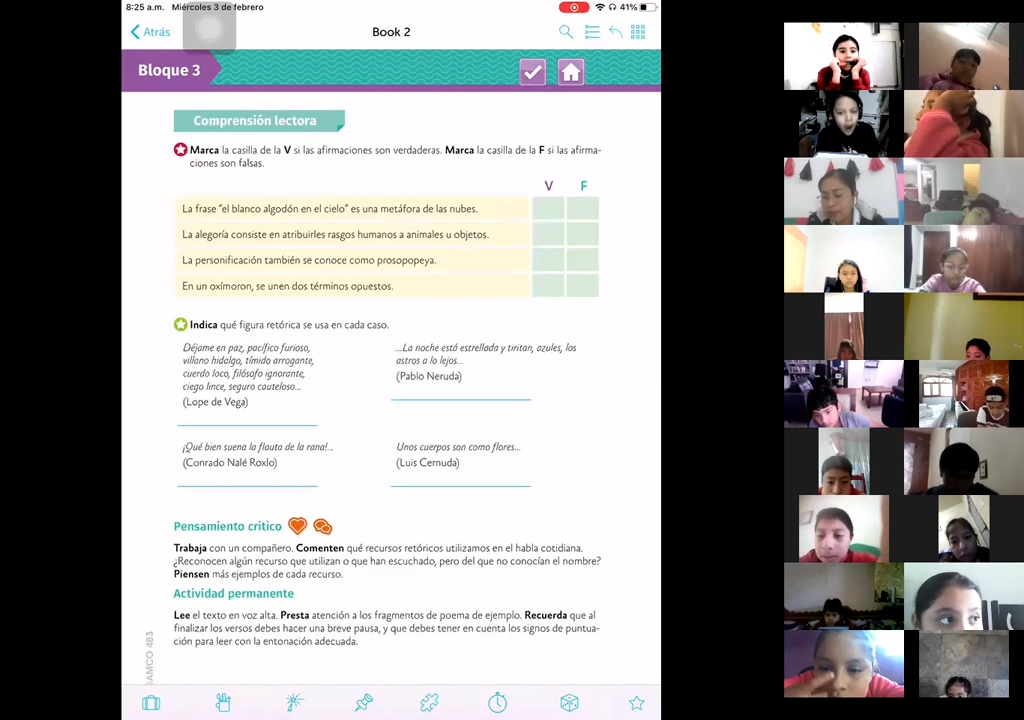 8:25 a.m. Miércoles 3 de febrero
41%
Atrás
Book 2
Bloque 3
Comprensión lectora
Marca la casilla de la V si las afirmaciones son verdaderas. Marca la casilla de la F si las afirma-
ciones son falsas.
V F
La frase "el blanco algodón en el cielo" es una metáfora de las nubes.
La alegoría consiste en atribuirles rasgos humanos a animales u objetos.
La personificación también se conoce como prosopopeya.
En un oxímoron, se unen dos términos opuestos.
Indica qué figura retórica se usa en cada caso.
Déjame en paz, pacífico furioso,
villano hidalgo, tímido arrogante,
cuerdo loco, filósofo ignorante,
ciego lince, seguro cauteloso...
(Lope de Vega)
...La noche está estrellada y tiritan, azules, los
astros a lo lejos...
(Pablo Neruda)
¡Qué bien suena la flauta de la rana!...
(Conrado Nalé Roxlo)
Unos cuerpos son como flores...
(Luis Cernuda)
Pensamiento crítico
Trabaja con un compañero. Comenten qué recursos retóricos utilizamos en el habla cotidiana.
¿Reconocen algún recurso que utilizan o que han escuchado, pero del que no conocían el nombre?
Piensen más ejemplos de cada recurso.
Actividad permanente
Lee el texto en voz alta. Presta atención a los fragmentos de poema de ejemplo. Recuerda que al
finalizar los versos debes hacer una breve pausa, y que debes tener en cuenta los signos de puntua-
ción para leer con la entonación adecuada.
DAMCO 4B3